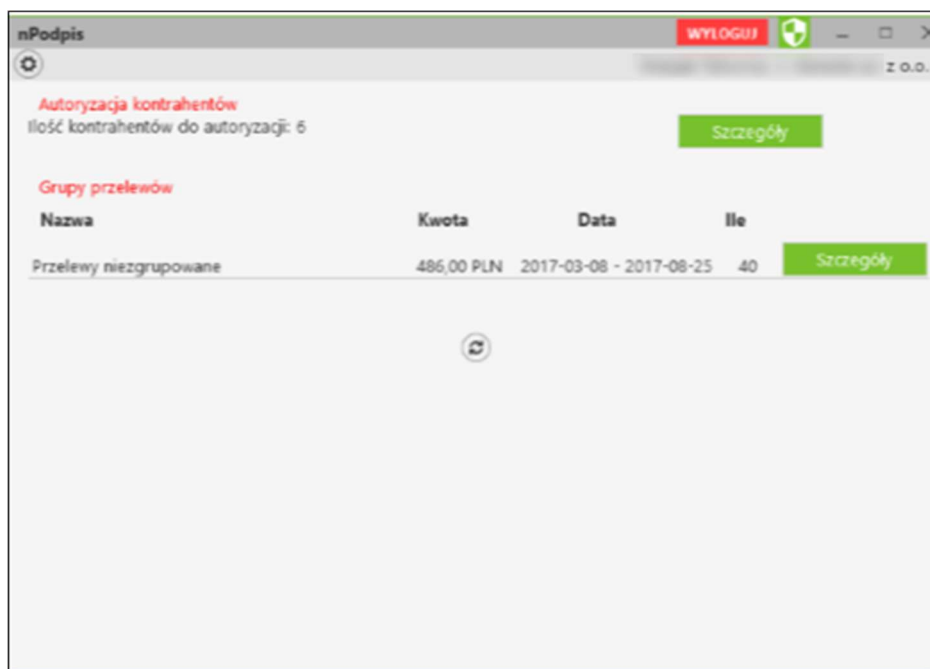 nPodpis WYLOGUJ
z o.o.
Autoryzacja kontrahentów
Ilość kontrahentów do autoryzacji: 6 Szczegóły
Grupy przelewów
Nazwa Kwota Data Ile
Przelewy niezgrupowane 486,00 PLN 2017-03-08 - 2017-08-25 40 Szczegóły